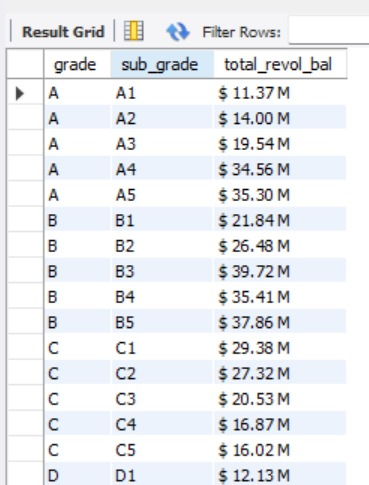 Result Grid Filter Rows:
grade sub_grade total_revol_bal
A A1 $ 11.37 M
A A2 $ 14.00 M
A A3 $ 19.54 M
A A4 $ 34.56 M
A A5 $ 35.30 M
B B1 $ 21.84 M
B B2 $ 26.48 M
B B3 $ 39.72 M
B B4 $ 35.41 M
B B5 $ 37.86 M
C C1 $ 29.38 M
C C2 $ 27.32 M
C C3 $ 20.53 M
C C4 $ 16.87 M
C C5 $ 16.02 M
D D1 $ 12.13 M